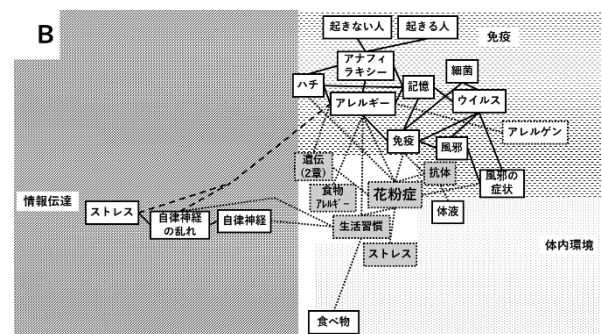 B
起きない人
起きる人
免疫
アナフィ
ラキシー
ハチ
記憶
細菌
アレルギー
ウイルス
アレルゲン
免疫
風邪
遺伝
(2章)
抗体
風邪の
症状
食物
アレルギー
花粉症
体液
情報伝達
ストレス
自律神経
の乱れ
自律神経
生活習慣
ストレス
体内環境
食べ物